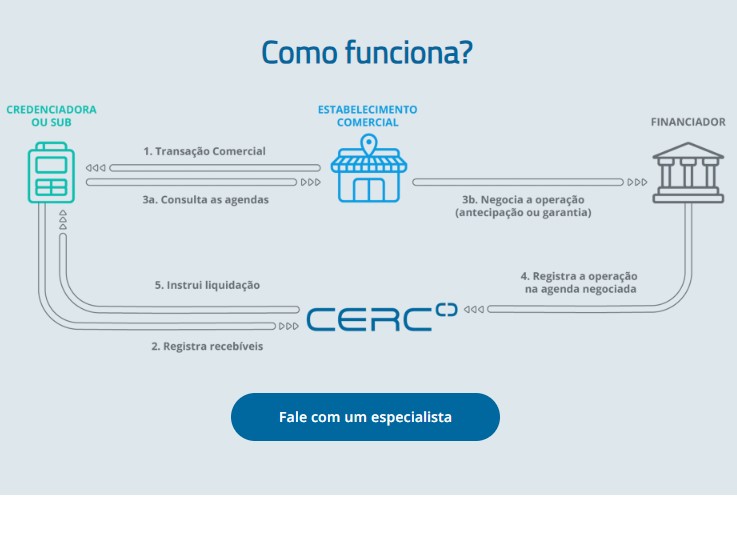 Como funciona?
CREDENCIADORA
OU SUB
ESTABELECIMENTO
COMERCIAL
FINANCIADOR
1. Transação Comercial
3a. Consulta as agendas
3b. Negocia a operação
(antecipação ou garantia)
5. Instrui liquidação
4. Registra a operação
na agenda negociada
CERC
2. Registra recebíveis
Fale com um especialista